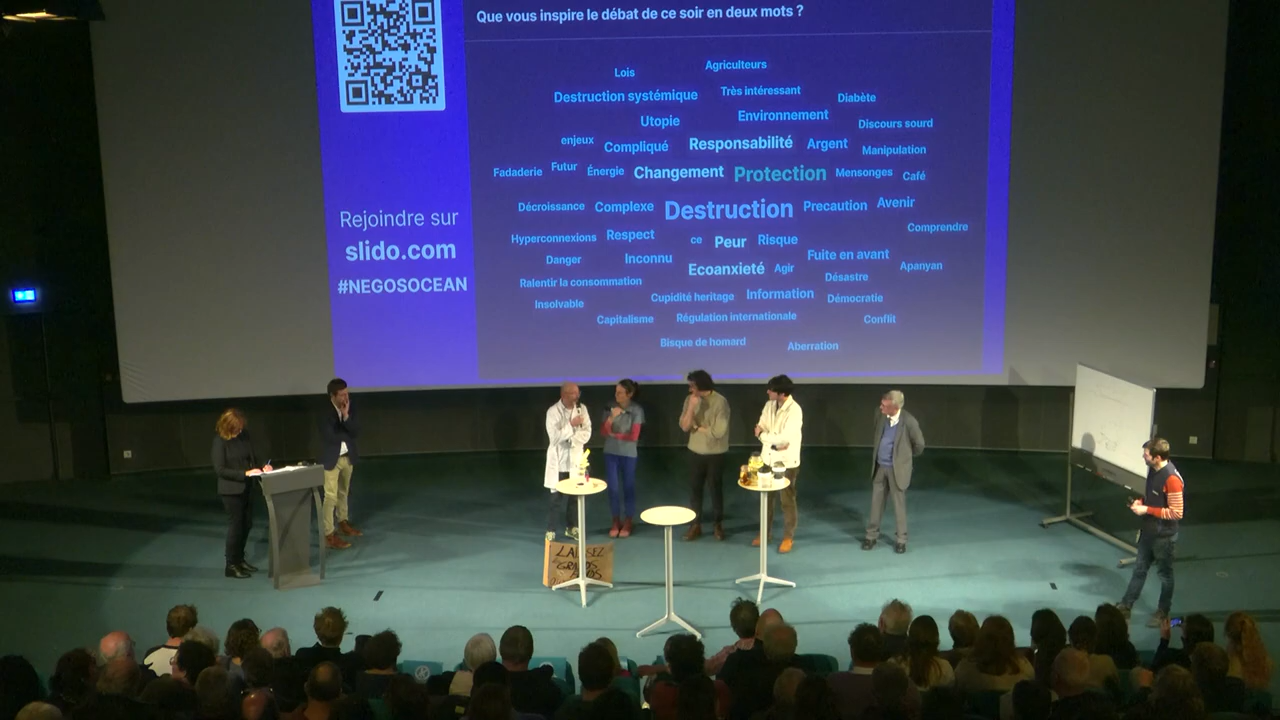 Que vous inspire le débat de ce soir en deux mots ?
Lois
Agriculteurs
Destruction systémique
Très intéressant
Diabète
Utopie
Environnement
Discours sourd
enjeux
Compliqué
Responsabilité
Argent
Manipulation
Fadaderie
Futur
Énergie
Changement
Protection
Mensonges
Café
Décroissance
Complexe
Destruction
Precaution
Avenir
Comprendre
Hyperconnexions
Respect
ce
Peur
Risque
Fuite en avant
Danger
Inconnu
Ecoanxieté
Agir
Apanyan
Désastre
Ralentir la consommation
Insolvable
Cupidité heritage
Information
Démocratie
Capitalisme
Régulation internationale
Conflit
Bisque de homard
Aberration
Rejoindre sur
slido.com
#NEGOSOCEAN